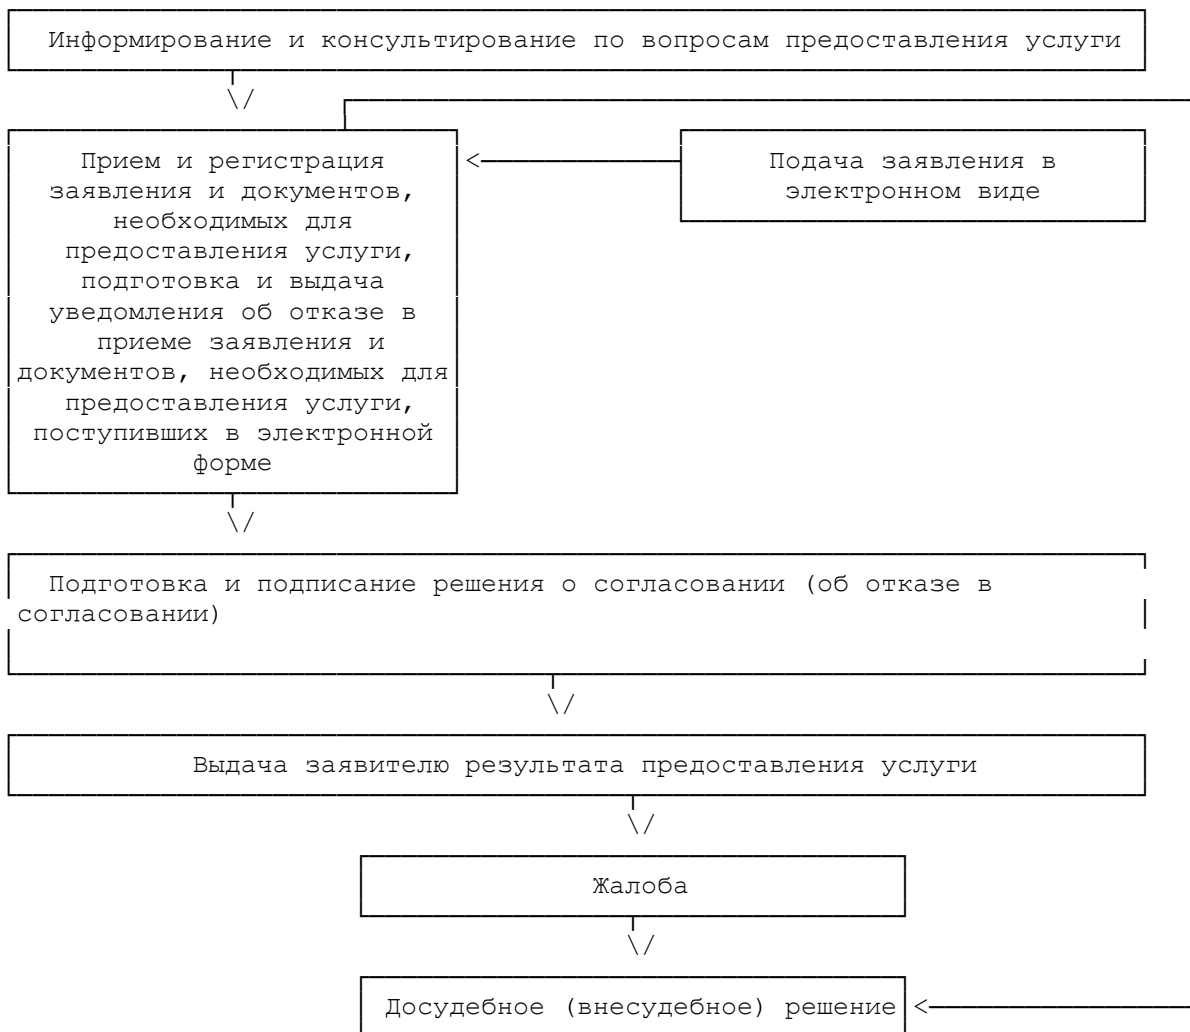 Информирование и консультирование по вопросам предоставления услуги
Прием и регистрация
заявления и документов,
необходимых для
предоставления услуги,
подготовка и выдача
уведомления об отказе в
приеме заявления и
документов, необходимых для
предоставления услуги,
поступивших в электронной
форме
Подача заявления в
электронном виде
Подготовка и подписание решения о согласовании (об отказе в
согласовании)
Выдача заявителю результата предоставления услуги
Жалоба
Досудебное (внесудебное) решение